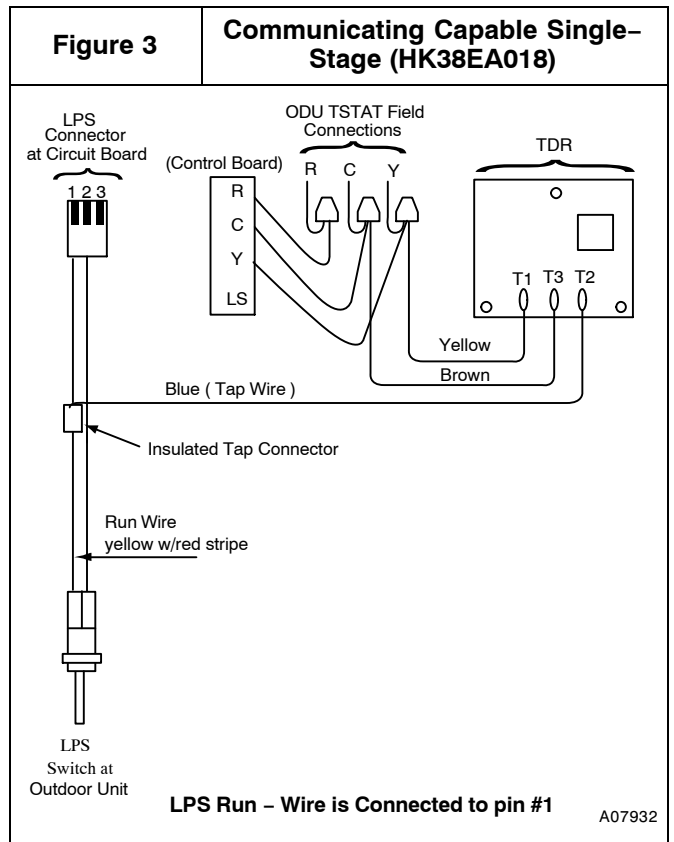 Figure 3
Communicating Capable Single–
Stage (HK38EA018)
LPS
Connector
at Circuit Board
1 2 3
(Control Board)
R
C
Y
LS
ODU TSTAT Field
Connections
R C Y
TDR
T1 T3 T2
Yellow
Brown
Blue ( Tap Wire )
Insulated Tap Connector
Run Wire
yellow w/red stripe
LPS
Switch at
Outdoor Unit
LPS Run – Wire is Connected to pin #1
A07932